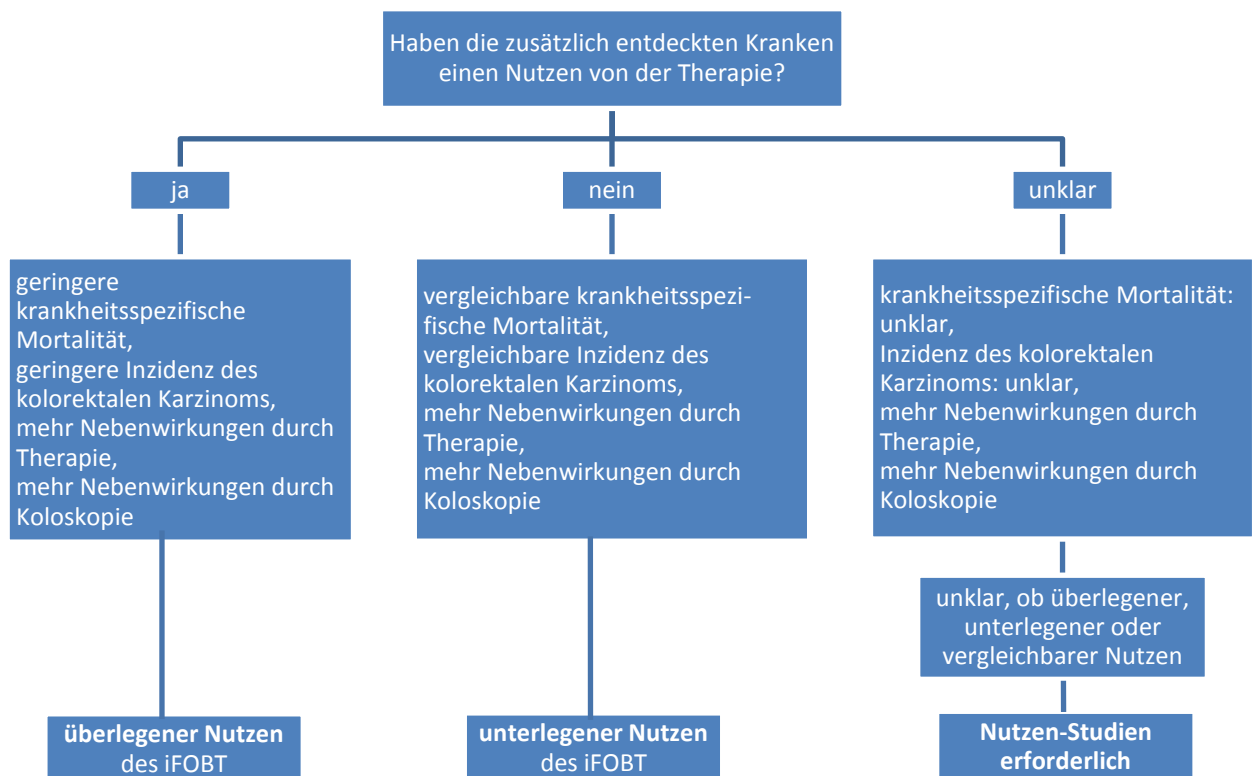 Haben die zusätzlich entdeckten Kranken
einen Nutzen von der Therapie?
ja
nein
unklar
geringere
krankheitsspezifische
Mortalität,
geringere Inzidenz des
kolorektalen Karzinoms,
mehr Nebenwirkungen durch
Therapie,
mehr Nebenwirkungen durch
Koloskopie
vergleichbare krankheitsspezi-
fische Mortalität,
vergleichbare Inzidenz des
kolorektalen Karzinoms,
mehr Nebenwirkungen durch
Therapie,
mehr Nebenwirkungen durch
Koloskopie
krankheitsspezifische Mortalität:
unklar,
Inzidenz des kolorektalen
Karzinoms: unklar,
mehr Nebenwirkungen durch
Therapie,
mehr Nebenwirkungen durch
Koloskopie
unklar, ob überlegener,
unterlegener oder
vergleichbarer Nutzen
überlegener Nutzen
des iFOBT
unterlegener Nutzen
des iFOBT
Nutzen-Studien
erforderlich